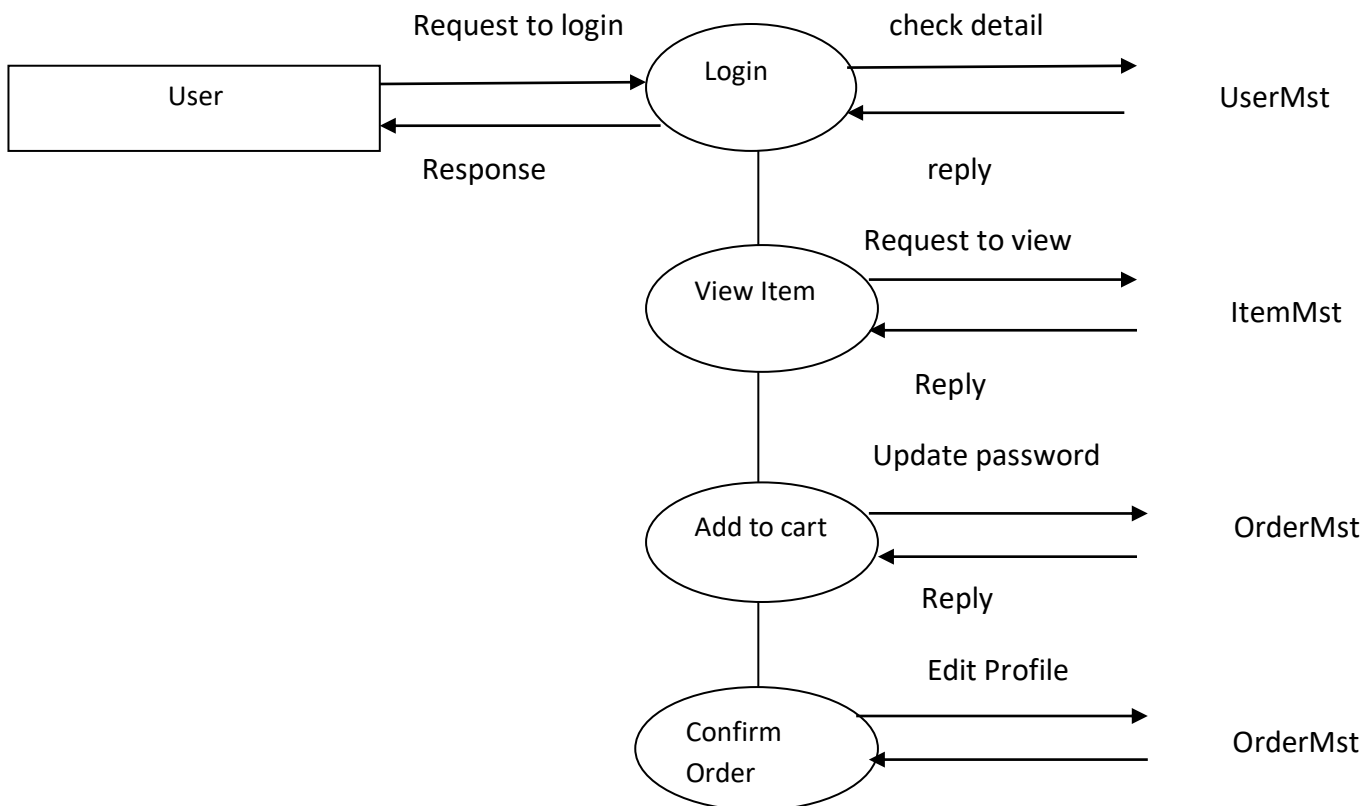 Request to login
check detail
Login
User
UserMst
Response
reply
Request to view
View Item
ItemMst
Reply
Update password
Add to cart
OrderMst
Reply
Edit Profile
Confirm
Order
OrderMst